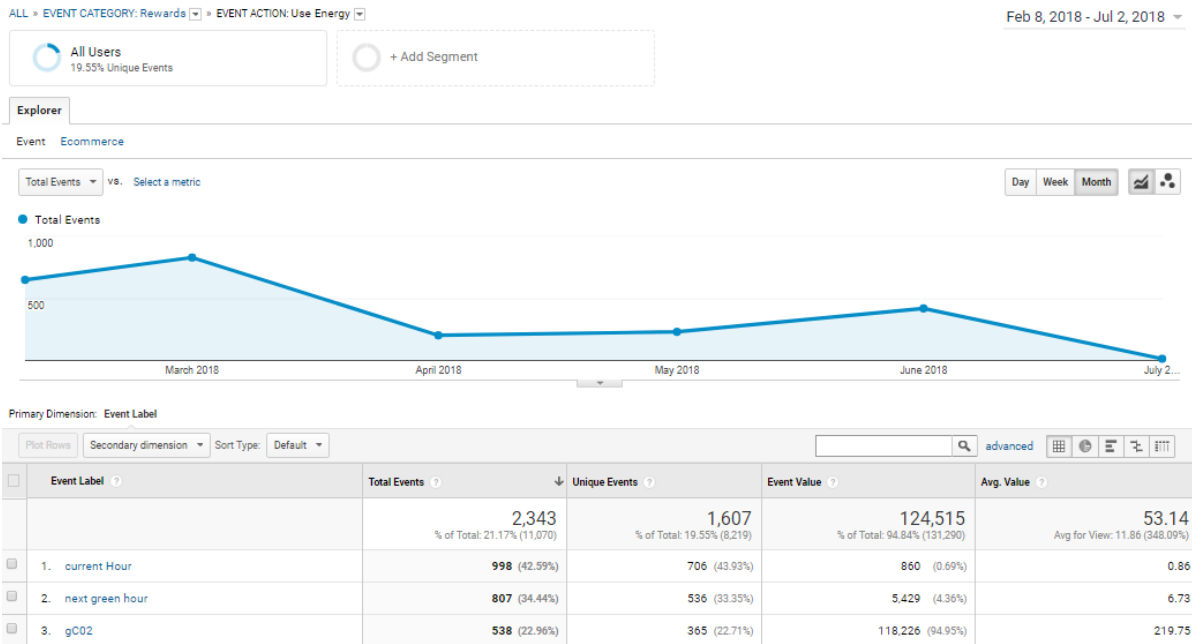 ALL » EVENT CATEGORY: Rewards » EVENT ACTION: Use Energy
Feb 8, 2018 - Jul 2, 2018
All Users
19.55% Unique Events
+ Add Segment
Explorer
Event Ecommerce
Total Events vs. Select a metric
Day Week Month
Total Events
1,000
500
March 2018 April 2018 May 2018 June 2018 July 2...
Primary Dimension: Event Label
Plot Rows Secondary dimension Sort Type: Default advanced
Event Label ? Total Events ? Unique Events ? Event Value ? Avg. Value ?
2,343 1,607 124,515 53.14
% of Total: 21.17% (11,070) % of Total: 19.55% (8,219) % of Total: 94.84% (131,290) Avg for View: 11.86 (348.09%)
1. current Hour 998 (42.59%) 706 (43.93%) 860 (0.69%) 0.86
2. next green hour 807 (34.44%) 536 (33.35%) 5,429 (4.36%) 6.73
3. gC02 538 (22.96%) 365 (22.71%) 118,226 (94.95%) 219.75